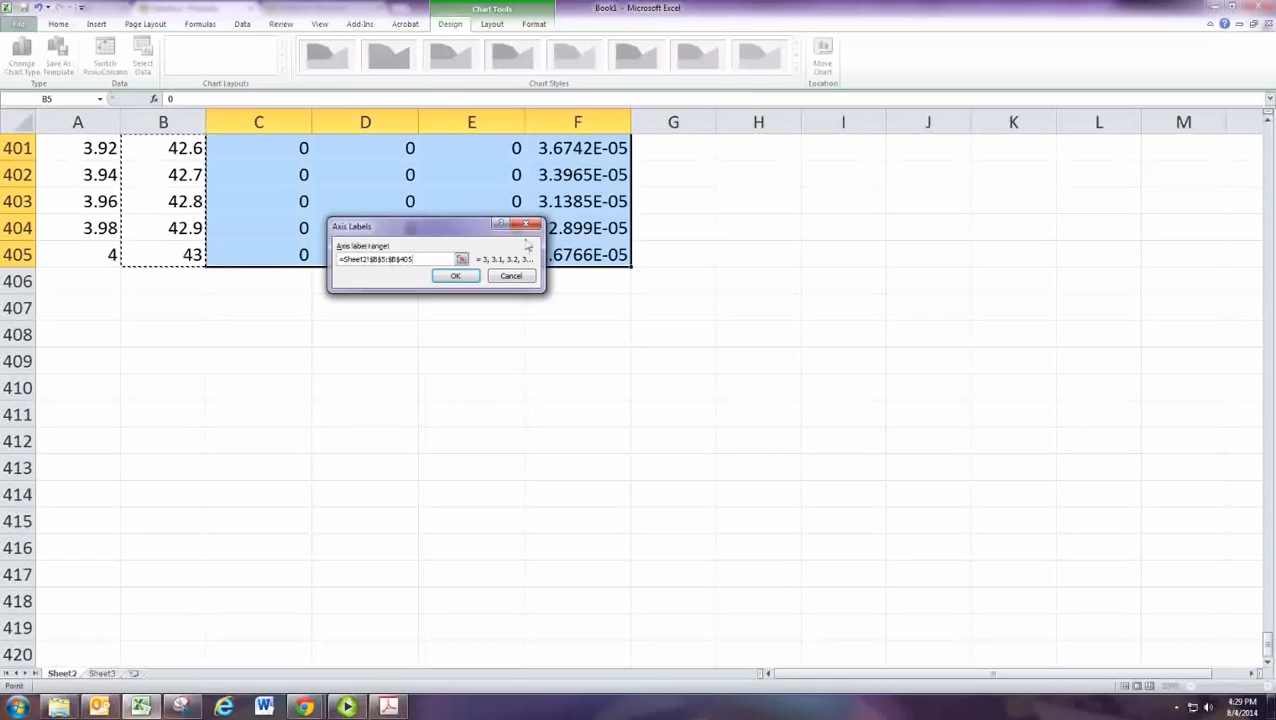 Chart Tools
Book1 - Microsoft Excel
File Home Insert Page Layout Formulas Data Review View Add-Ins Acrobat Design Layout Format
Change Chart Type
Save As Template
Switch Row/Column
Select Data
Move Chart
Type Data Chart Layouts Chart Styles Location
B5 fx 0
A B C D E F G H I J K L M
401 3.92 42.6 0 0 0 3.6742E-05
402 3.94 42.7 0 0 0 3.3965E-05
403 3.96 42.8 0 0 0 3.1385E-05
404 3.98 42.9 0 2.899E-05
405 4 43 0 .6766E-05
Axis Labels
Axis label range:
=Sheet2!$B$5:$B$405 = 3, 3.1, 3.2, 3...
OK Cancel
406
407
408
409
410
411
412
413
414
415
416
417
418
419
420
Sheet2 Sheet3
Point
4:29 PM
8/4/2014